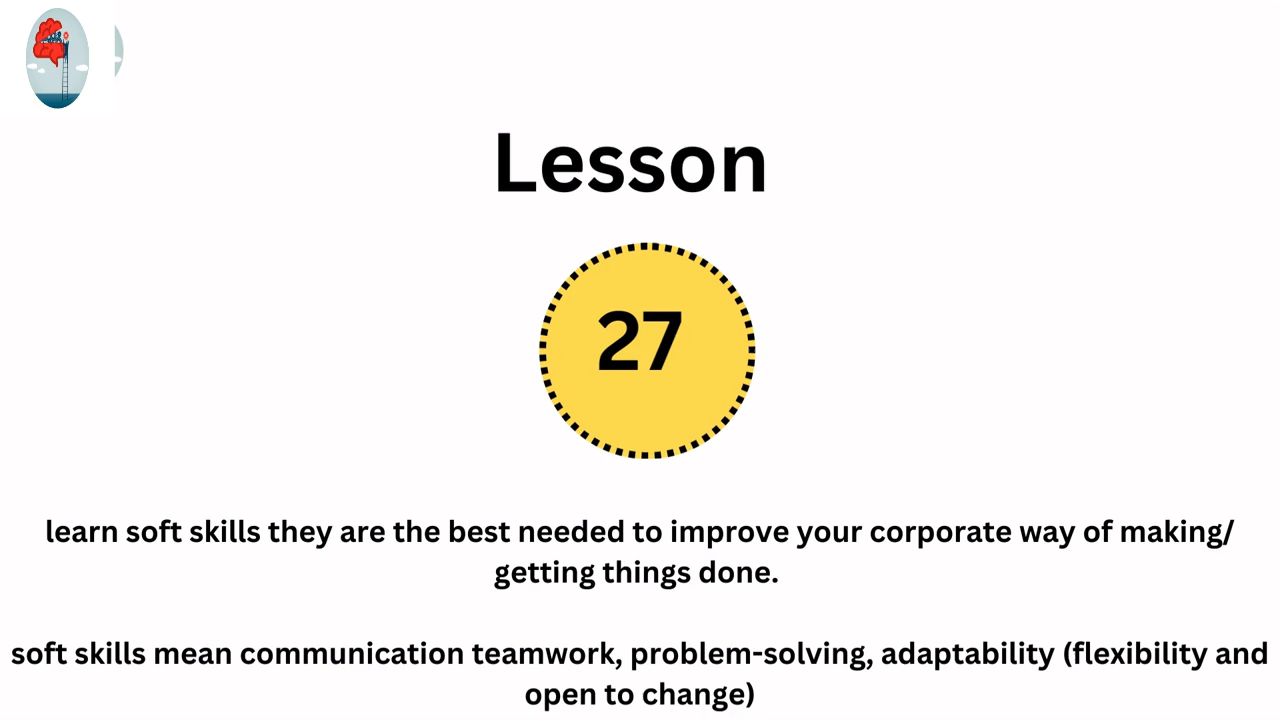 Lesson
27
learn soft skills they are the best needed to improve your corporate way of making/
getting things done.
soft skills mean communication teamwork, problem-solving, adaptability (flexibility and
open to change)